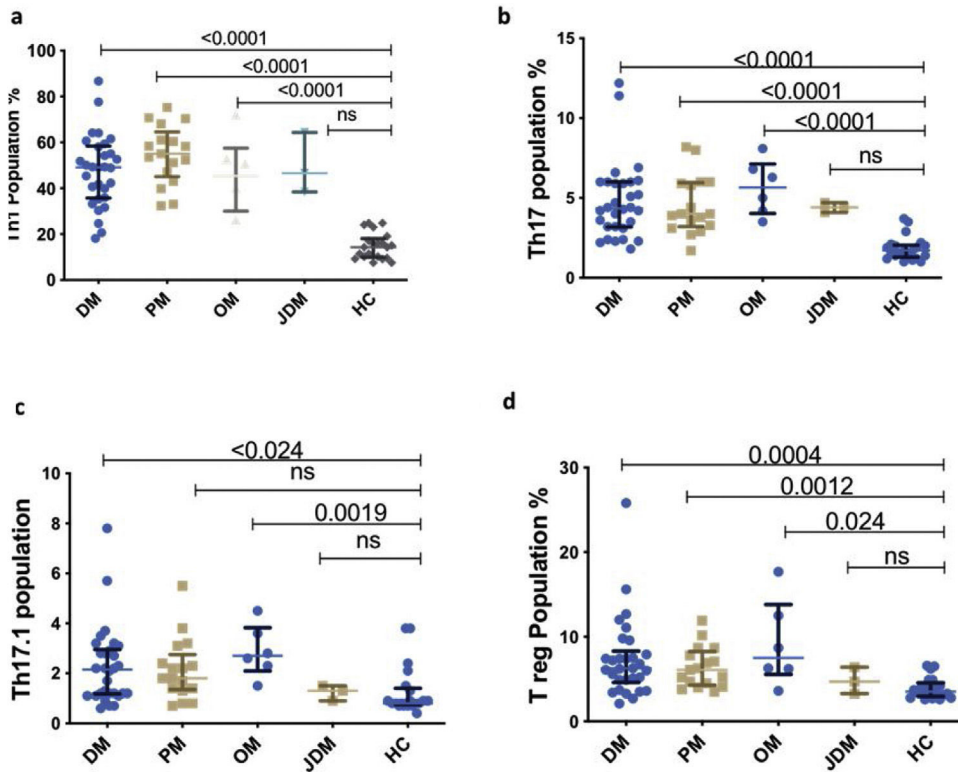 a
<0.0001
<0.0001
<0.0001
ns
Th1 Population %
100
80
60
40
20
0
DM
PM
OM
JDM
HC
b
<0.0001
<0.0001
<0.0001
ns
Th17 population %
15
10
5
0
DM
PM
OM
JDM
HC
c
<0.024
ns
0.0019
ns
Th17.1 population
10
8
6
4
2
0
DM
PM
OM
JDM
HC
d
0.0004
0.0012
0.024
ns
T reg Population %
30
20
10
0
DM
PM
OM
JDM
HC